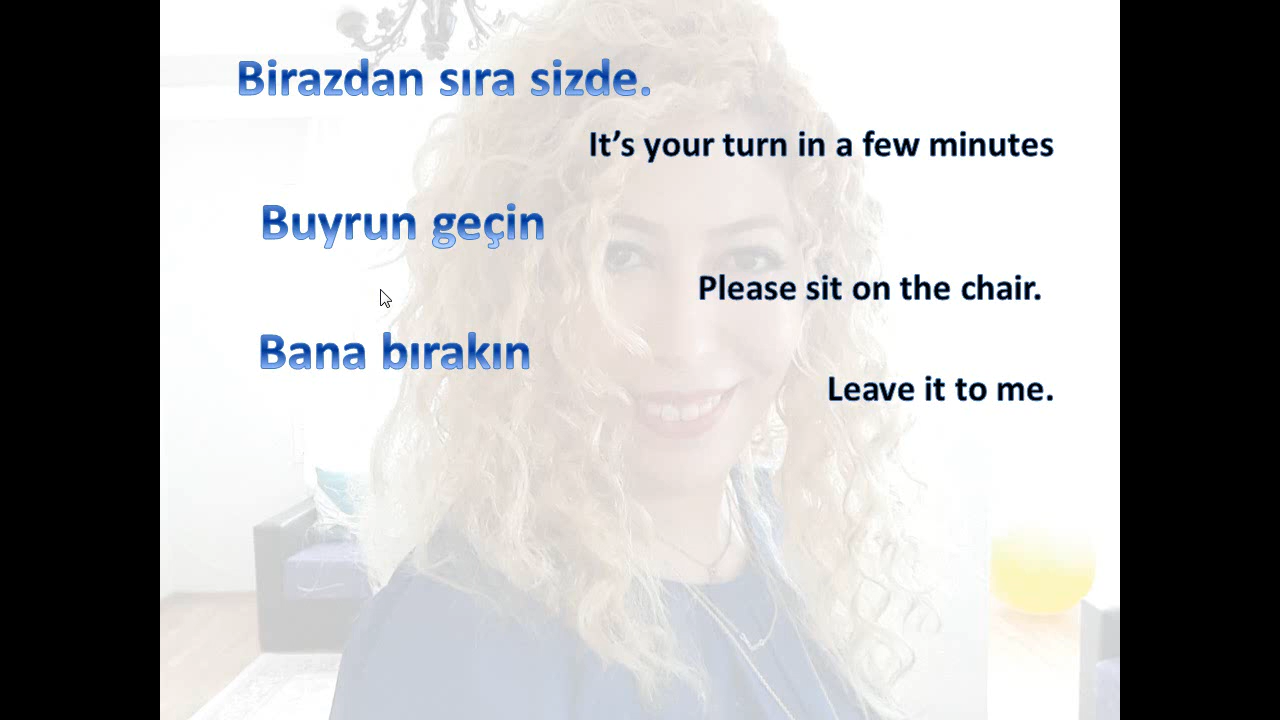 Birazdan sıra sizde.
It's your turn in a few minutes
Buyrun geçin
Please sit on the chair.
Bana bırakın
Leave it to me.